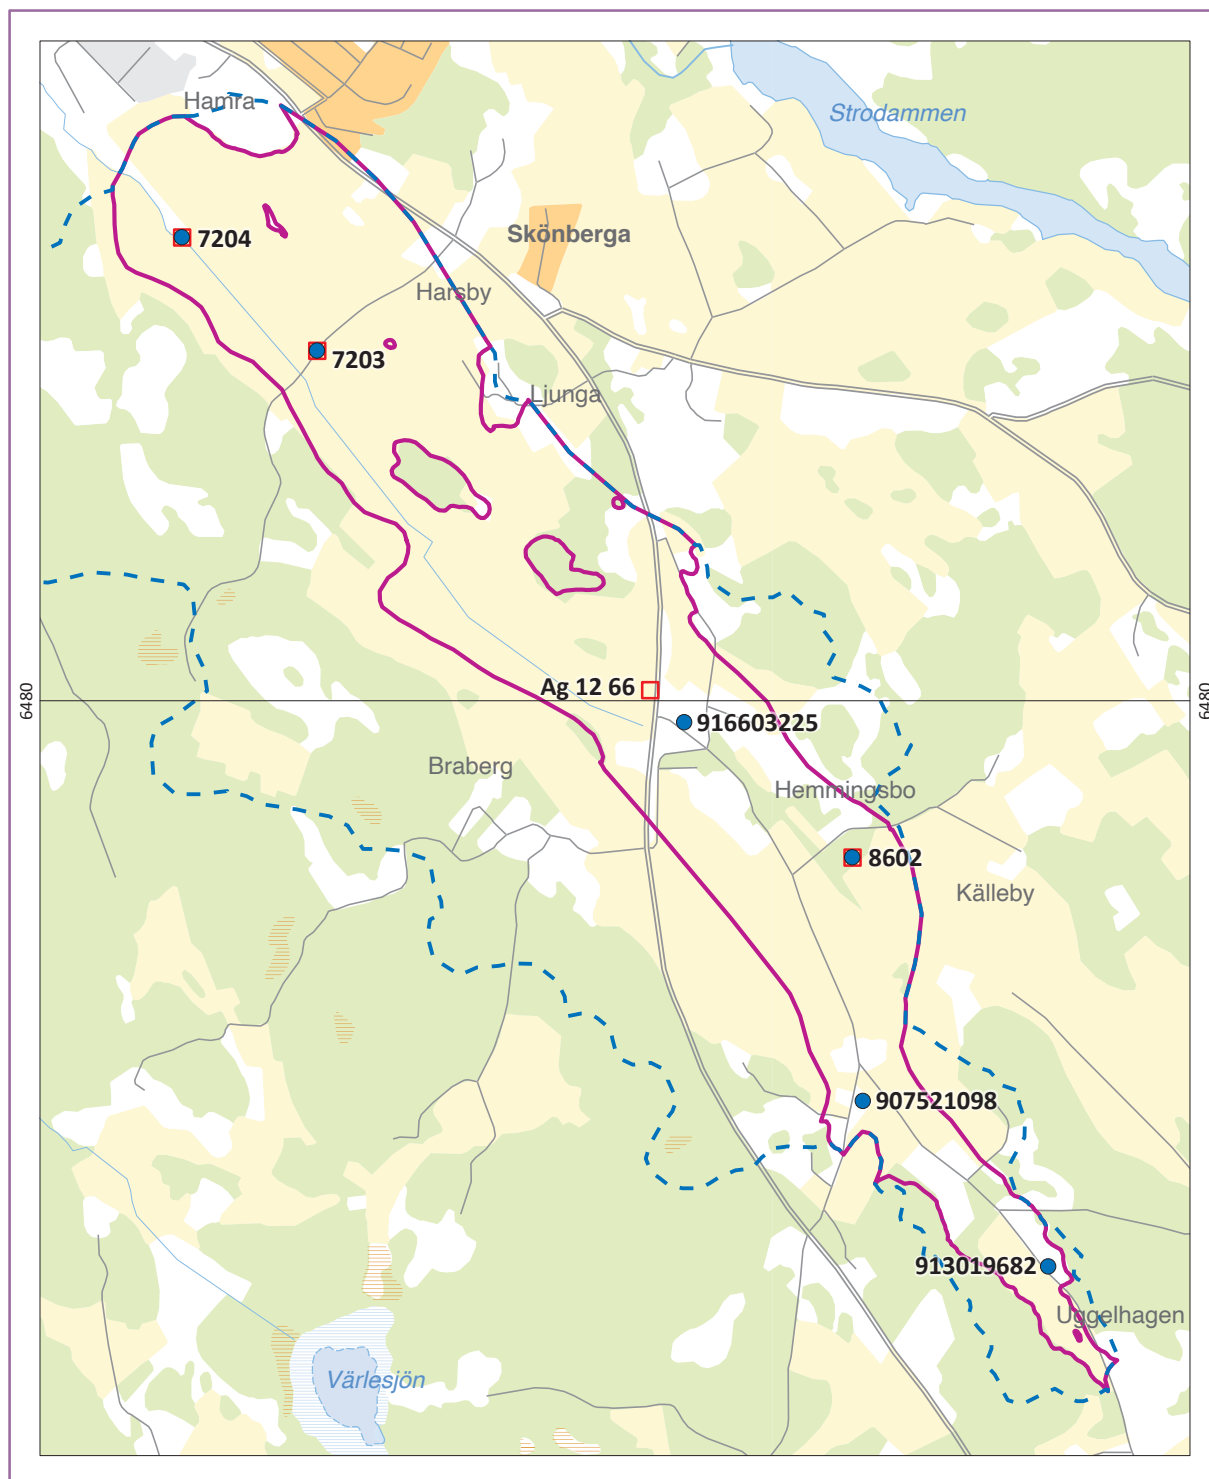 Hamra
Strodammen
7204
Skönberga
Harsby
7203
Ljunga
Ag 12 66
6480
6480
916603225
Braberg
Hemmingsbo
8602
Källeby
907521098
913019682
Uggelhagen
Värlesjön